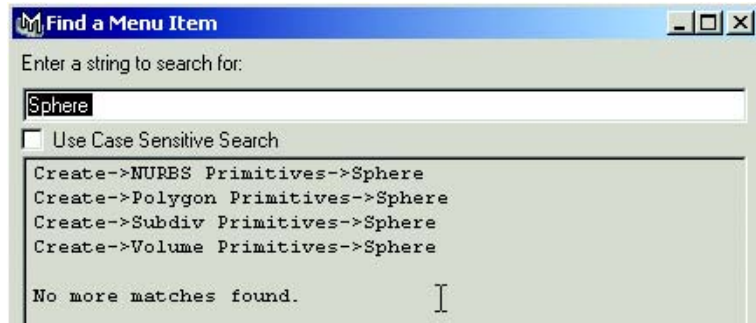 Find a Menu Item
Enter a string to search for:
Sphere
Use Case Sensitive Search
Create->NURBS Primitives->Sphere
Create->Polygon Primitives->Sphere
Create->Subdiv Primitives->Sphere
Create->Volume Primitives->Sphere
No more matches found.